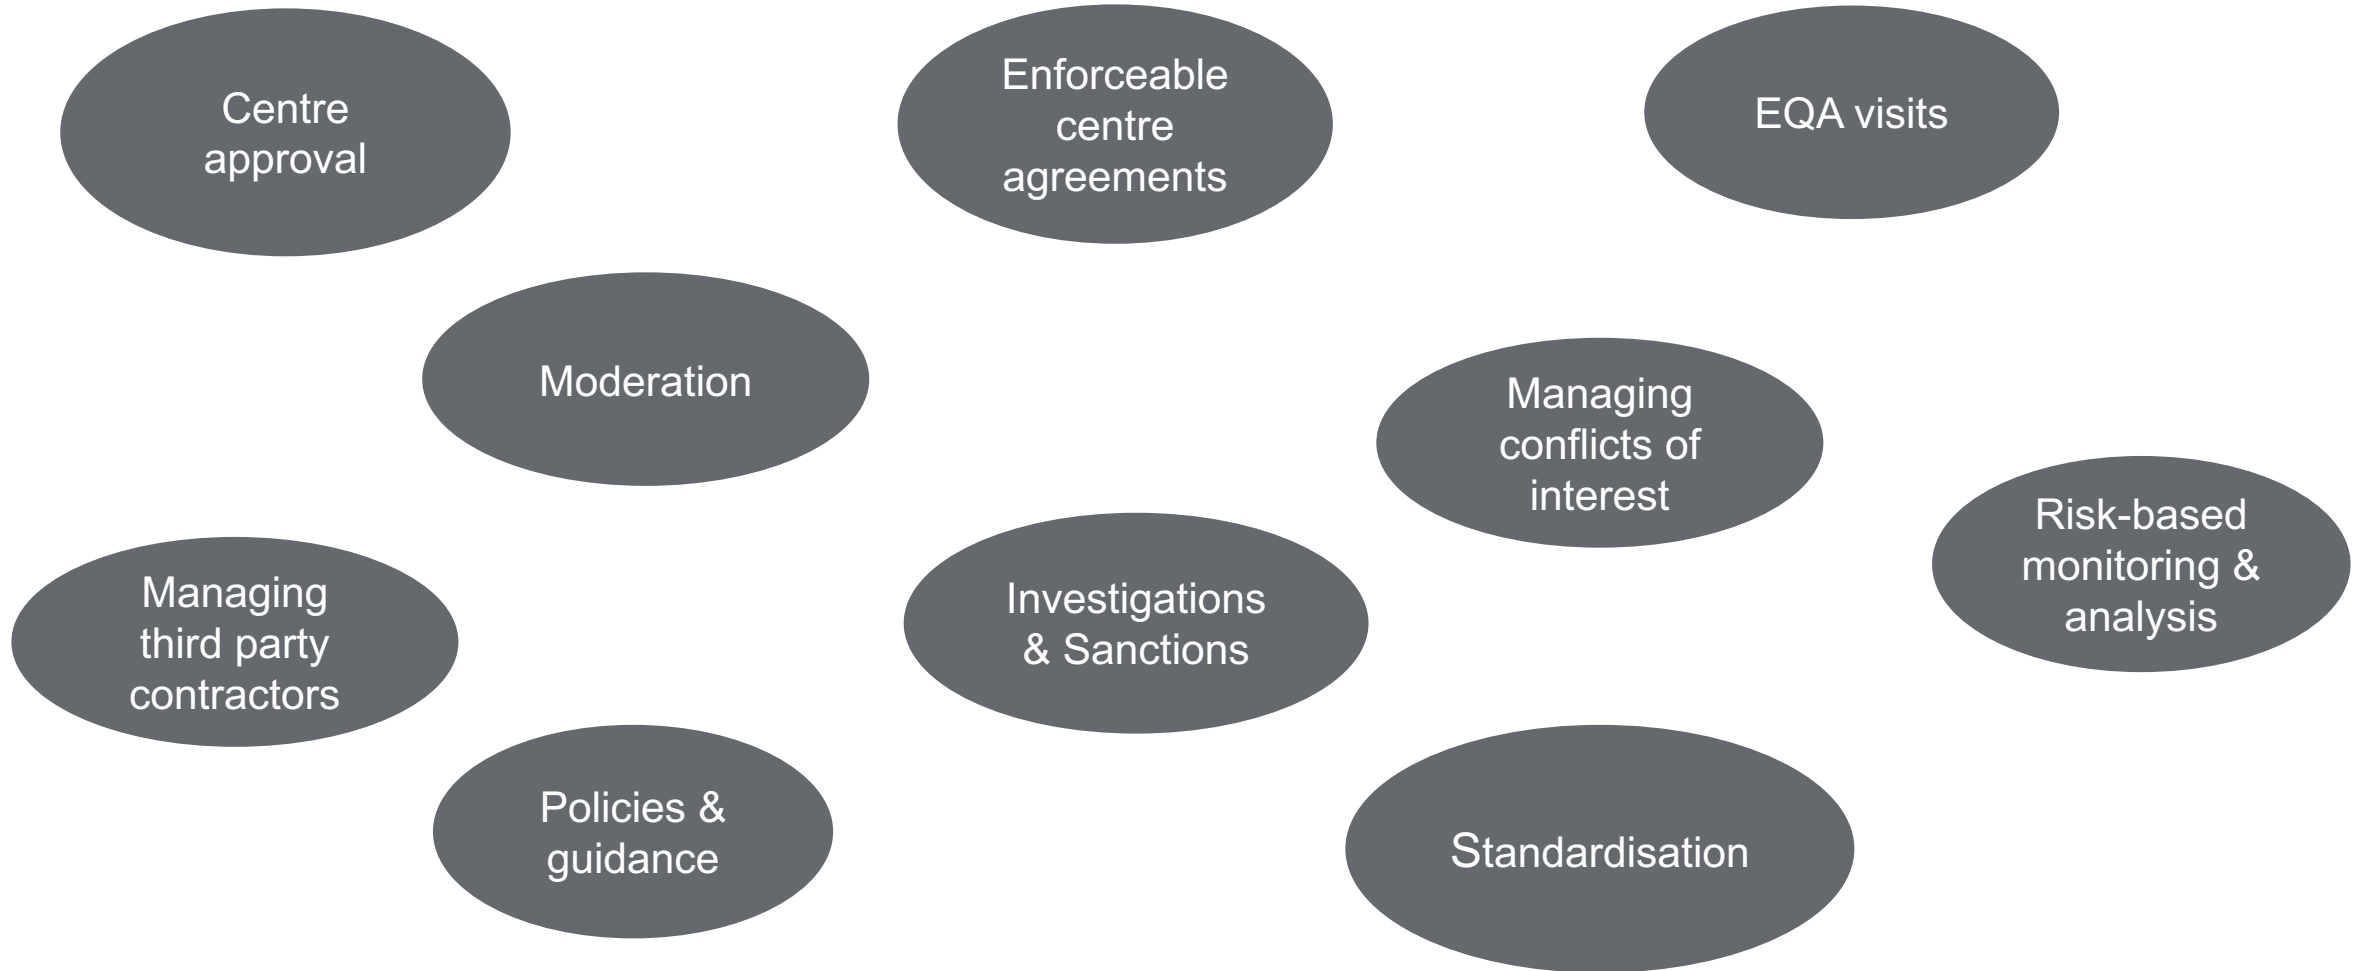 Centre
approval
Enforceable
centre
agreements
EQA visits
Moderation
Managing
conflicts of
interest
Risk-based
monitoring &
analysis
Managing
third party
contractors
Investigations
& Sanctions
Policies &
guidance
Standardisation